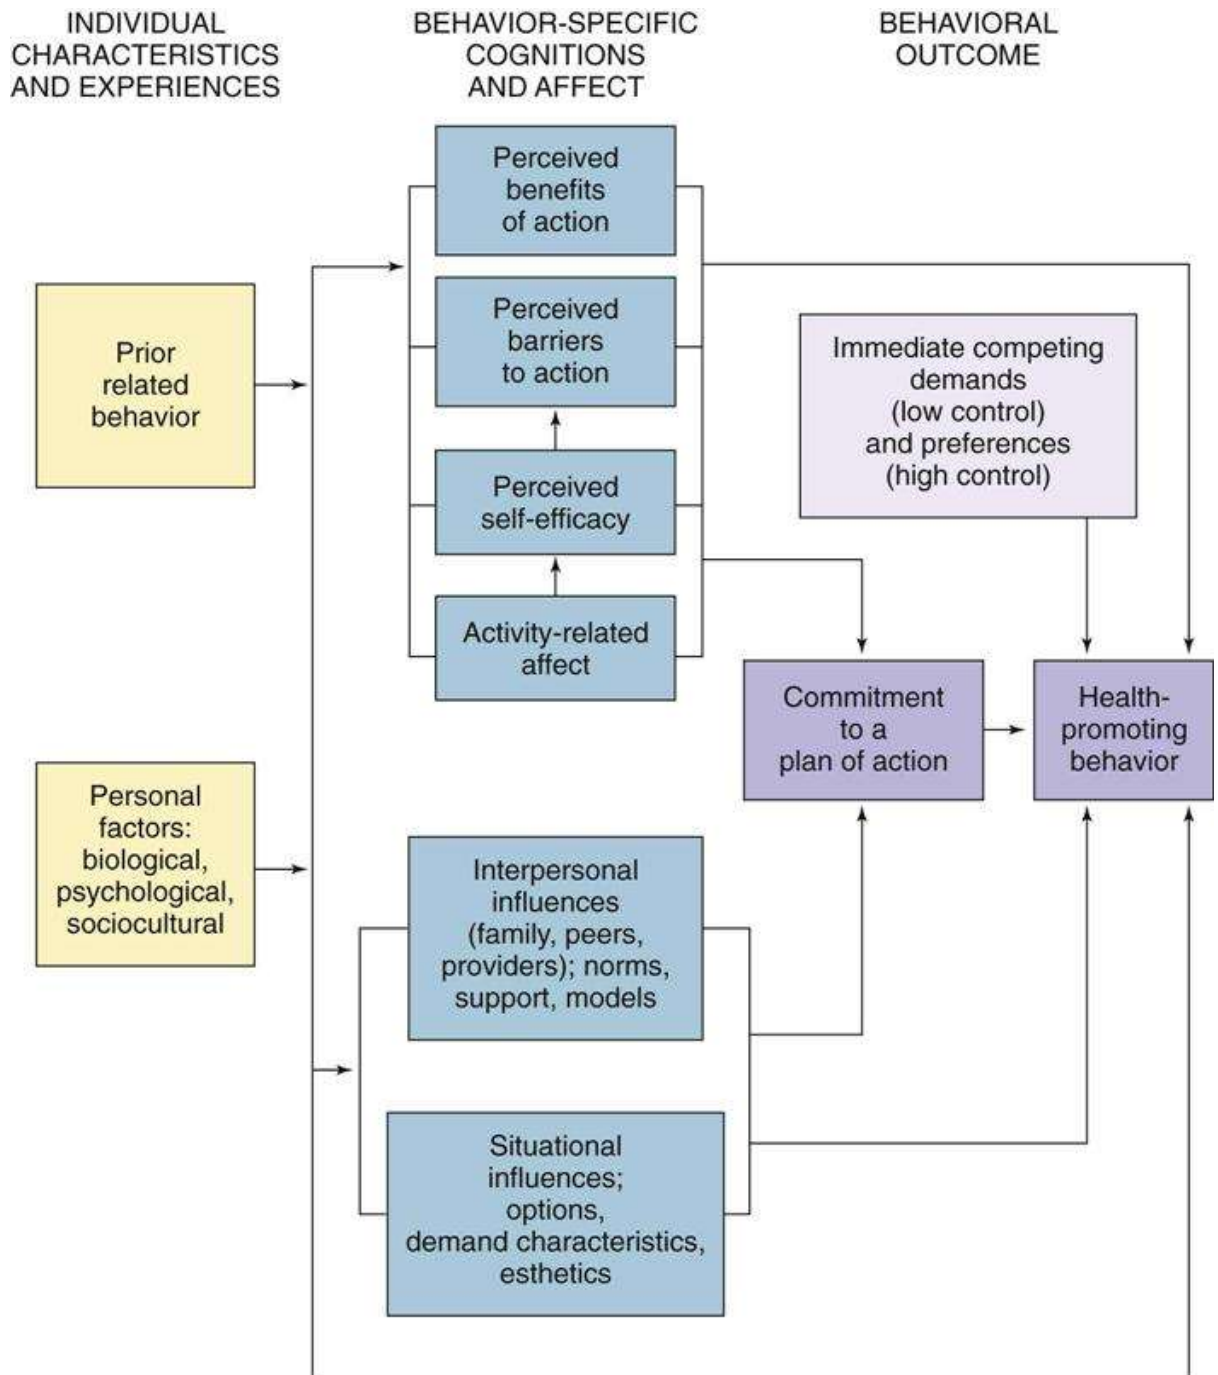 INDIVIDUAL
CHARACTERISTICS
AND EXPERIENCES
BEHAVIOR-SPECIFIC
COGNITIONS
AND AFFECT
BEHAVIORAL
OUTCOME
Perceived
benefits
of action
Prior
related
behavior
Perceived
barriers
to action
Immediate competing
demands
(low control)
and preferences
(high control)
Perceived
self-efficacy
Activity-related
affect
Commitment
to a
plan of action
Health-
promoting
behavior
Personal
factors:
biological,
psychological,
sociocultural
Interpersonal
influences
(family, peers,
providers); norms,
support, models
Situational
influences;
options,
demand characteristics,
esthetics